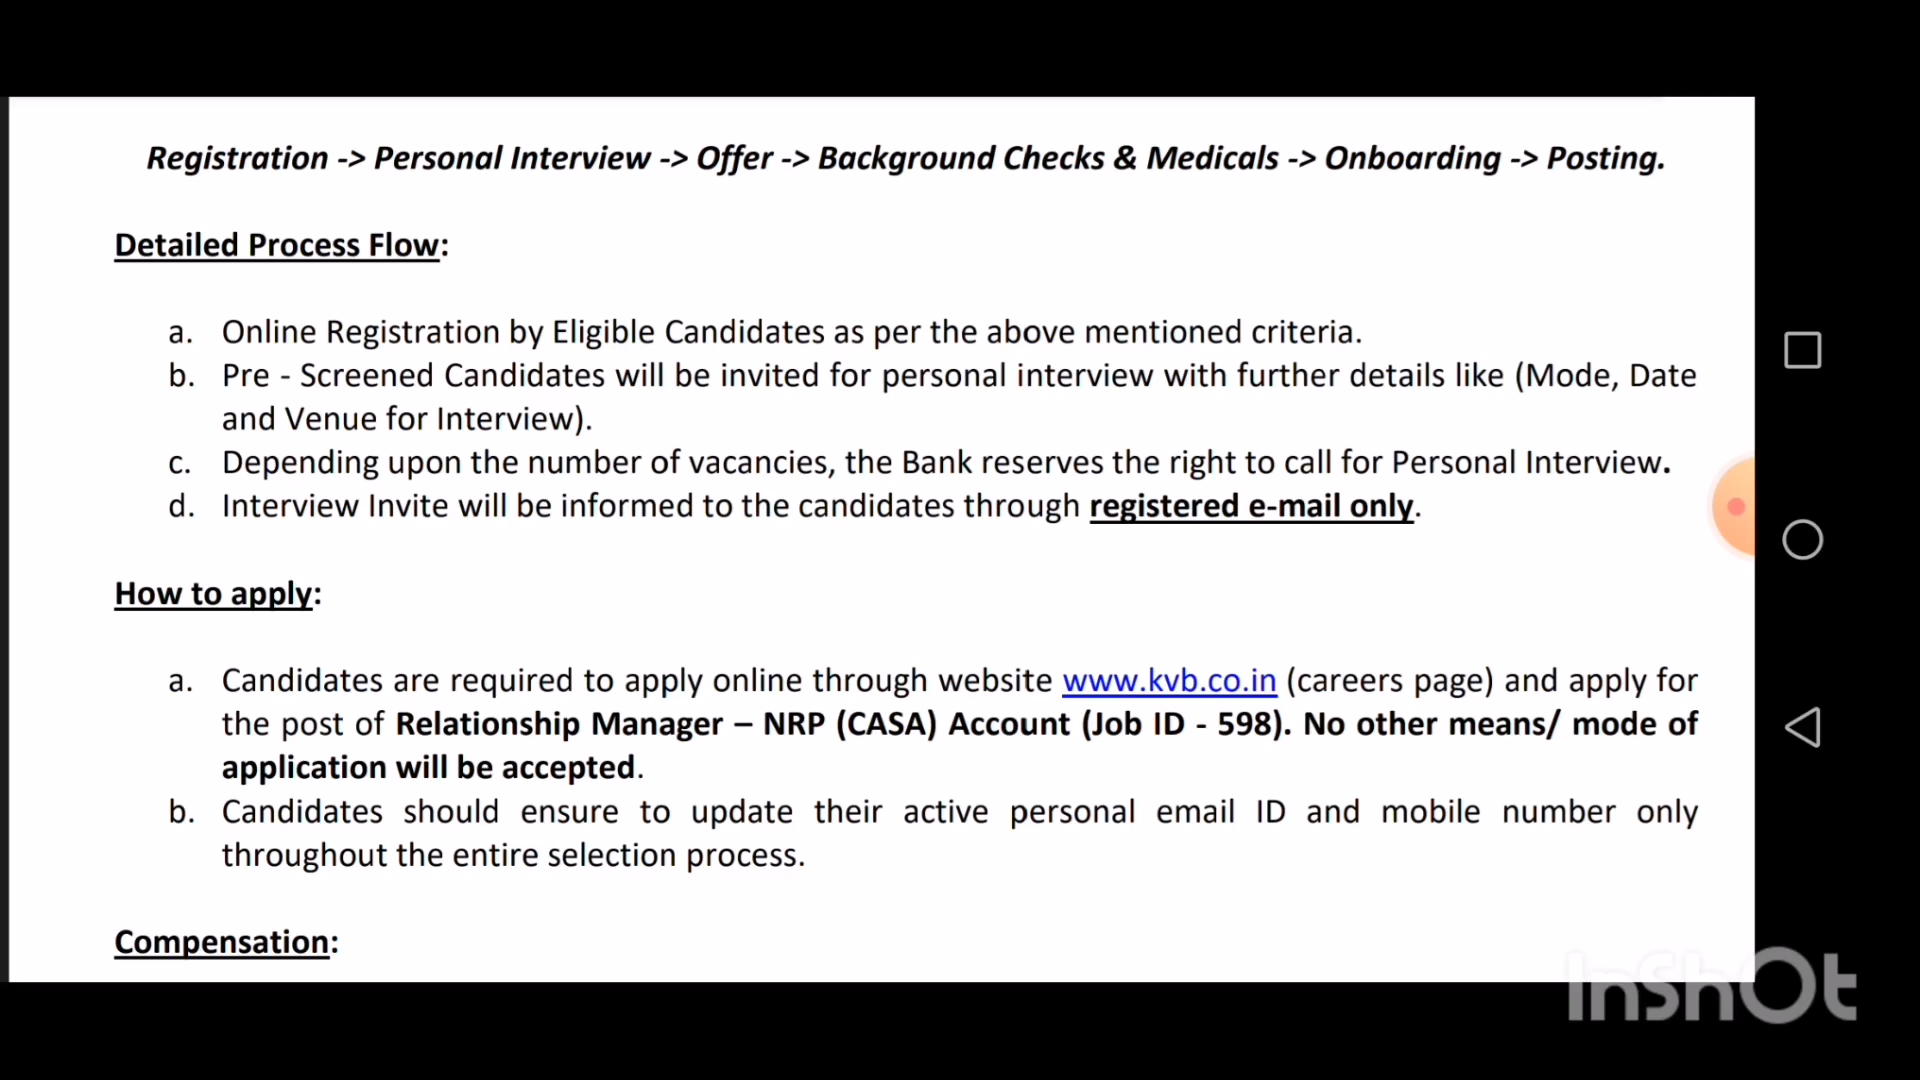 Registration -> Personal Interview -> Offer -> Background Checks & Medicals -> Onboarding -> Posting.
Detailed Process Flow:
a. Online Registration by Eligible Candidates as per the above mentioned criteria.
b. Pre - Screened Candidates will be invited for personal interview with further details like (Mode, Date
and Venue for Interview).
c. Depending upon the number of vacancies, the Bank reserves the right to call for Personal Interview.
d. Interview Invite will be informed to the candidates through registered e-mail only.
How to apply:
a. Candidates are required to apply online through website www.kvb.co.in (careers page) and apply for
the post of Relationship Manager – NRP (CASA) Account (Job ID - 598). No other means/ mode of
application will be accepted.
b. Candidates should ensure to update their active personal email ID and mobile number only
throughout the entire selection process.
Compensation:
InShOt